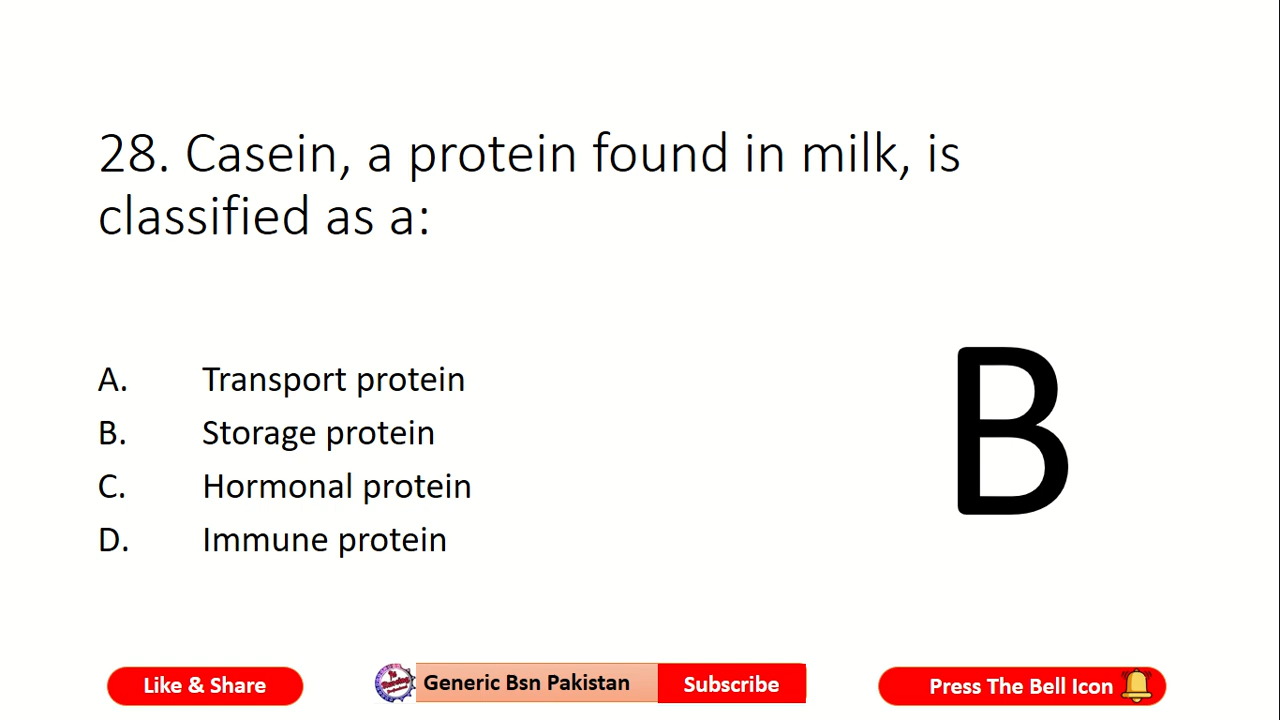 28. Casein, a protein found in milk, is
classified as a:
A. Transport protein
B. Storage protein
C. Hormonal protein
D. Immune protein
B
Like & Share
Generic Bsn Pakistan
Subscribe
Press The Bell Icon